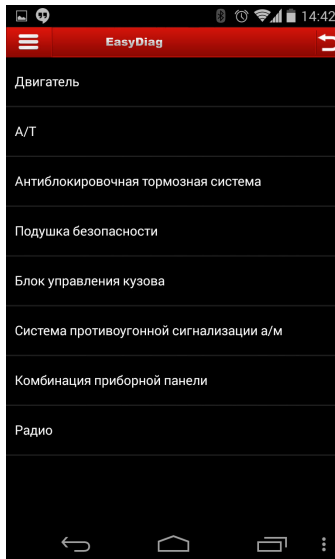 14:42
EasyDiag
Двигатель
А/Т
Антиблокировочная тормозная система
Подушка безопасности
Блок управления кузова
Система противоугонной сигнализации а/м
Комбинация приборной панели
Радио